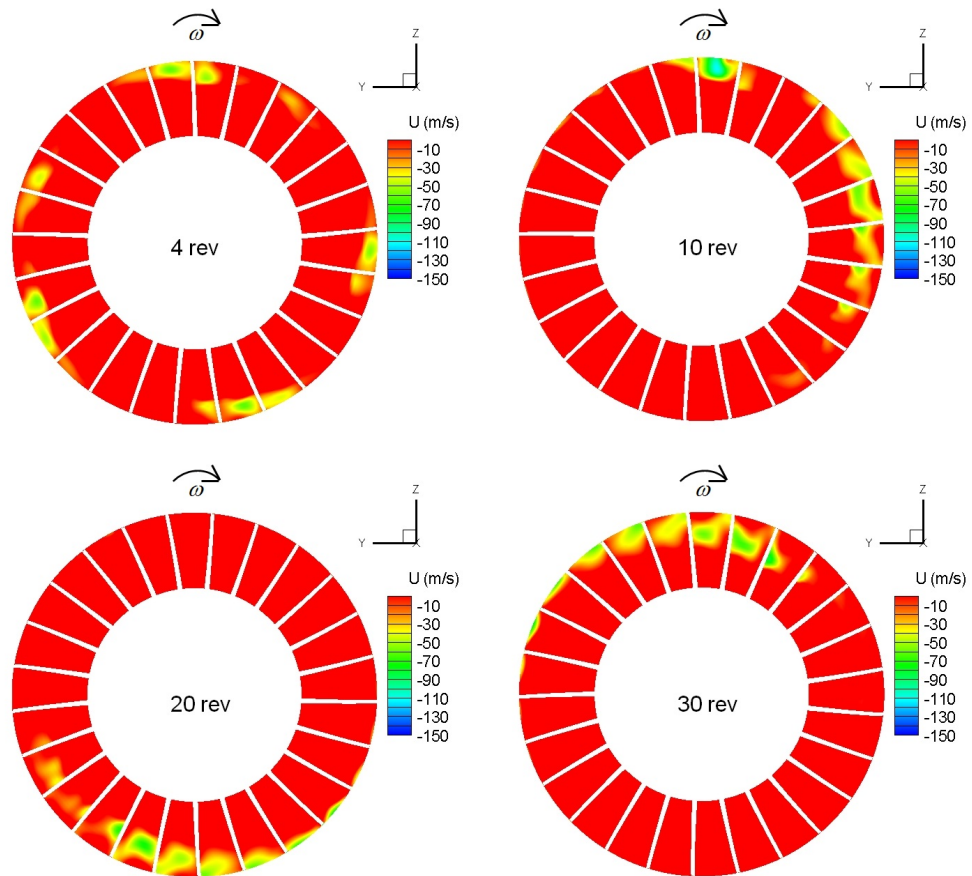 ω
Z
Y
X
U (m/s)
-10
-30
-50
-70
-90
-110
-130
-150
4 rev
ω
Z
Y
X
U (m/s)
-10
-30
-50
-70
-90
-110
-130
-150
10 rev
ω
Z
Y
X
U (m/s)
-10
-30
-50
-70
-90
-110
-130
-150
20 rev
ω
Z
Y
X
U (m/s)
-10
-30
-50
-70
-90
-110
-130
-150
30 rev